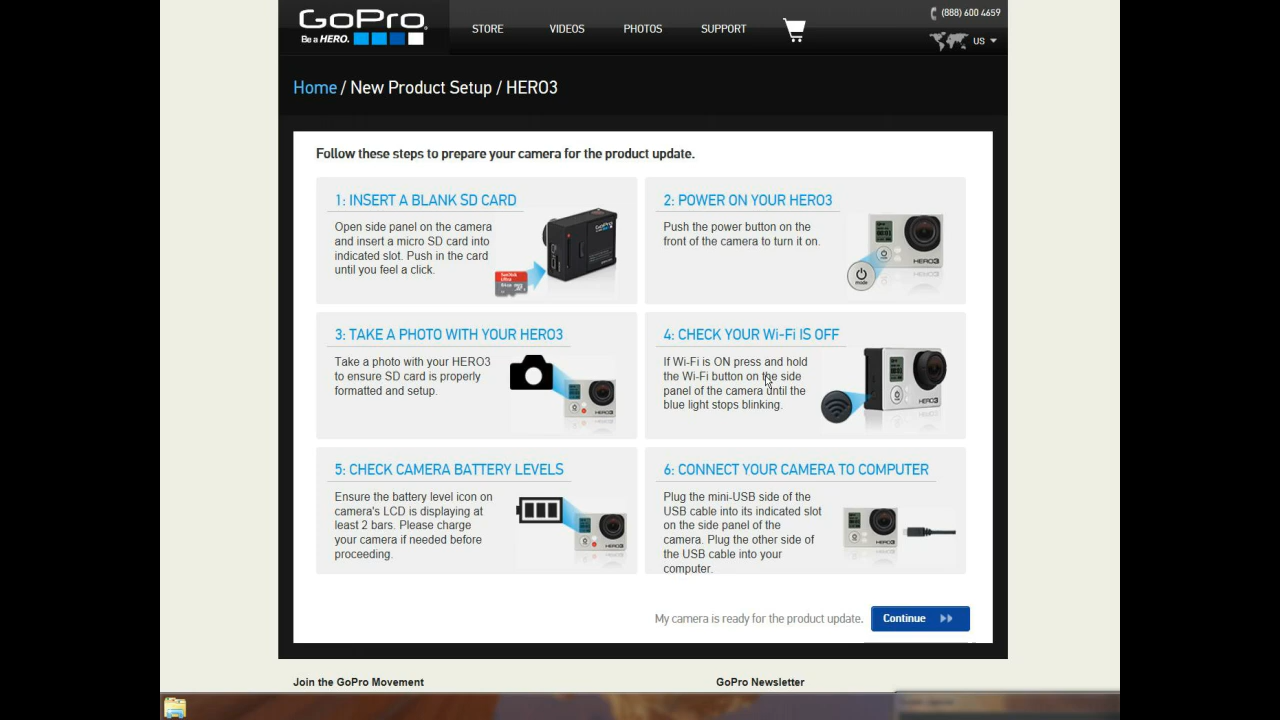 GoPro
Be a HERO.
STORE
VIDEOS
PHOTOS
SUPPORT
(888) 600 4659
US
Home / New Product Setup / HERO3
Follow these steps to prepare your camera for the product update.
1: INSERT A BLANK SD CARD
Open side panel on the camera
and insert a micro SD card into
indicated slot. Push in the card
until you feel a click.
2: POWER ON YOUR HERO3
Push the power button on the
front of the camera to turn it on.
3: TAKE A PHOTO WITH YOUR HERO3
Take a photo with your HERO3
to ensure SD card is properly
formatted and setup.
4: CHECK YOUR Wi-Fi IS OFF
If Wi-Fi is ON press and hold
the Wi-Fi button on the side
panel of the camera until the
blue light stops blinking.
5: CHECK CAMERA BATTERY LEVELS
Ensure the battery level icon on
camera's LCD is displaying at
least 2 bars. Please charge
your camera if needed before
proceeding.
6: CONNECT YOUR CAMERA TO COMPUTER
Plug the mini-USB side of the
USB cable into its indicated slot
on the side panel of the
camera. Plug the other side of
the USB cable into your
computer.
My camera is ready for the product update.
Continue
Join the GoPro Movement
GoPro Newsletter